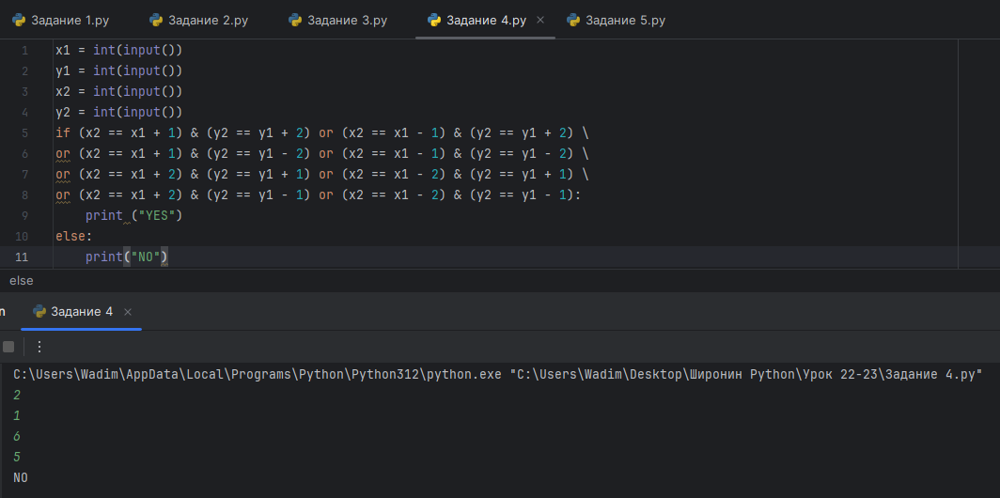 Задание 1.py Задание 2.py Задание 3.py Задание 4.py × Задание 5.py
1 x1 = int(input())
2 y1 = int(input())
3 x2 = int(input())
4 y2 = int(input())
5 if (x2 == x1 + 1) & (y2 == y1 + 2) or (x2 == x1 - 1) & (y2 == y1 + 2) \
6 or (x2 == x1 + 1) & (y2 == y1 - 2) or (x2 == x1 - 1) & (y2 == y1 - 2) \
7 or (x2 == x1 + 2) & (y2 == y1 + 1) or (x2 == x1 - 2) & (y2 == y1 + 1) \
8 or (x2 == x1 + 2) & (y2 == y1 - 1) or (x2 == x1 - 2) & (y2 == y1 - 1):
9     print ("YES")
10 else:
11     print("NO")
else
n Задание 4 ×
C:\Users\Wadim\AppData\Local\Programs\Python\Python312\python.exe "C:\Users\Wadim\Desktop\Широнин Python\Урок 22-23\Задание 4.py"
2
1
6
5
NO